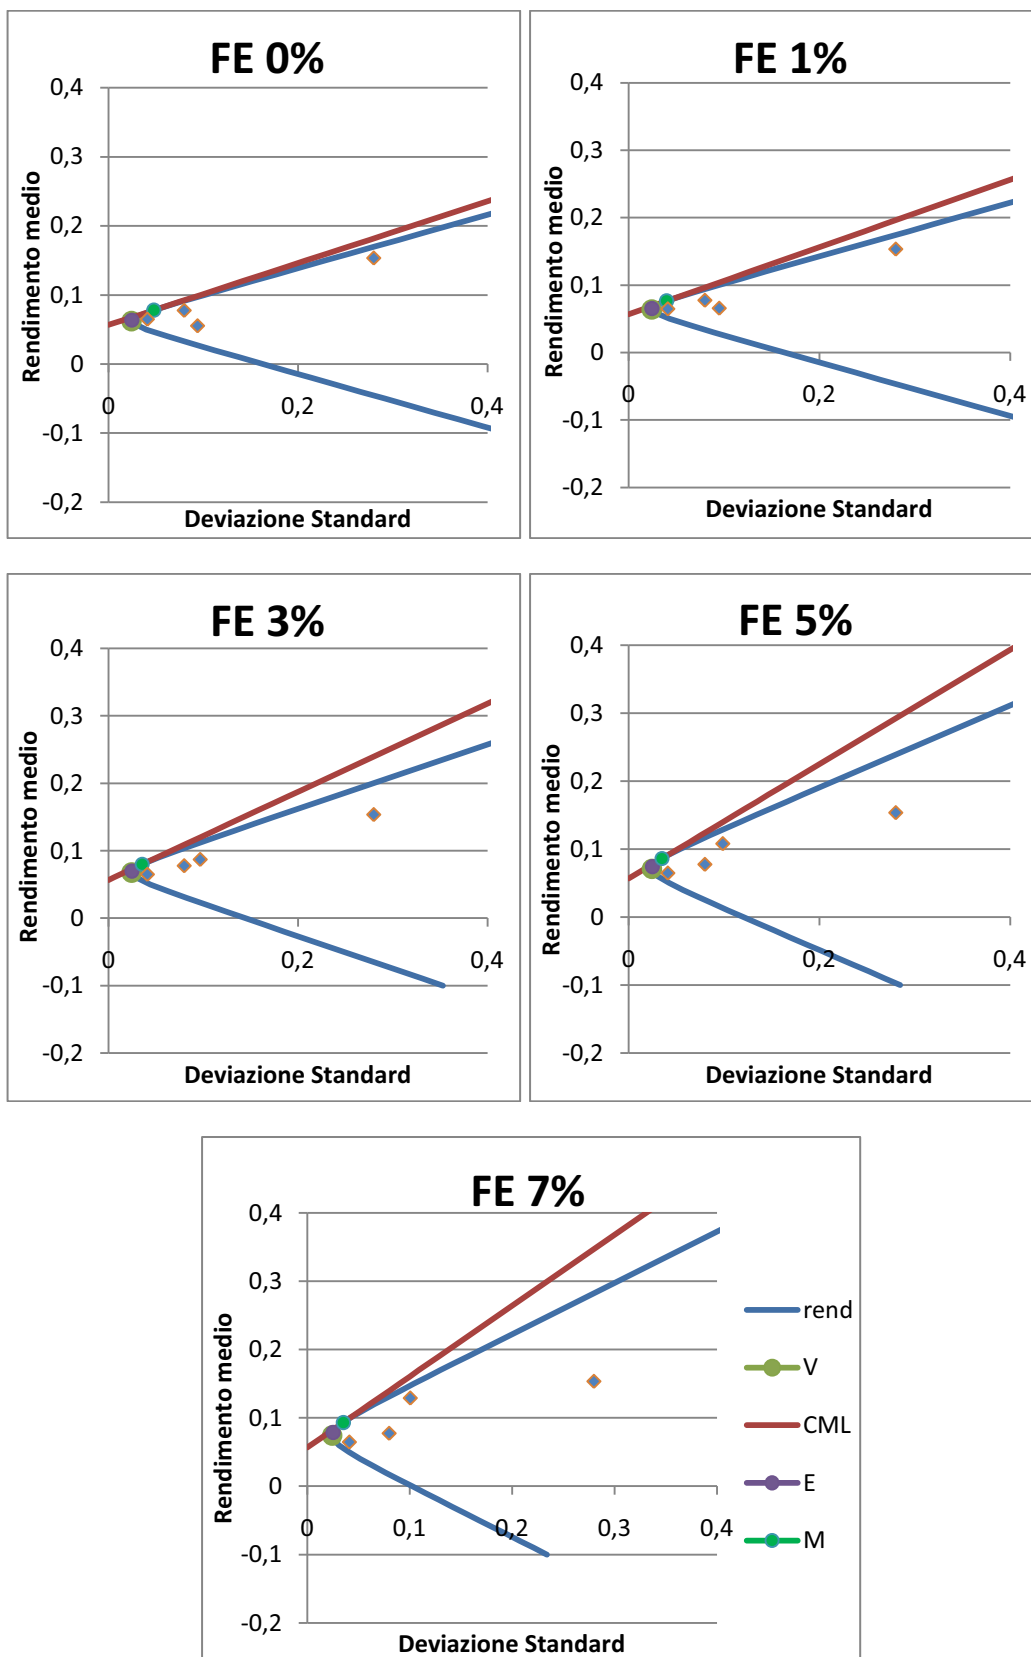 FE 0%
0,4
0,3
0,2
0,1
0
-0,1
-0,2
0
0,2
0,4
Rendimento medio
Deviazione Standard
FE 1%
0,4
0,3
0,2
0,1
0
-0,1
-0,2
0
0,2
0,4
Rendimento medio
Deviazione Standard
FE 3%
0,4
0,3
0,2
0,1
0
-0,1
-0,2
0
0,2
0,4
Rendimento medio
Deviazione Standard
FE 5%
0,4
0,3
0,2
0,1
0
-0,1
-0,2
0
0,2
0,4
Rendimento medio
Deviazione Standard
FE 7%
0,4
0,3
0,2
0,1
0
-0,1
-0,2
0
0,1
0,2
0,3
0,4
Rendimento medio
Deviazione Standard
rend
V
CML
E
M